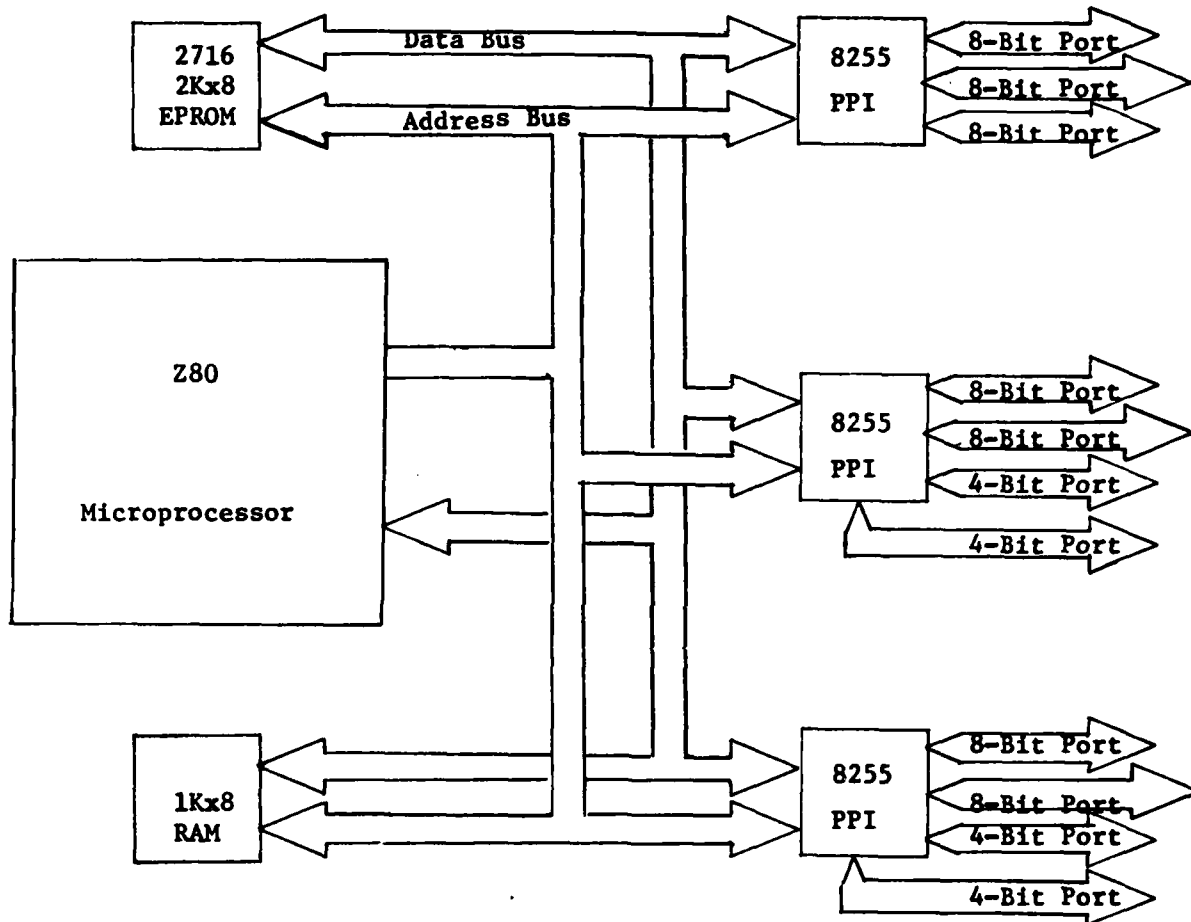 2716
2Kx8
EPROM
Data Bus
Address Bus
8255
PPI
8-Bit Port
8-Bit Port
8-Bit Port
Z80
Microprocessor
8255
PPI
8-Bit Port
8-Bit Port
4-Bit Port
4-Bit Port
1Kx8
RAM
8255
PPI
8-Bit Port
8-Bit Port
4-Bit Port
4-Bit Port